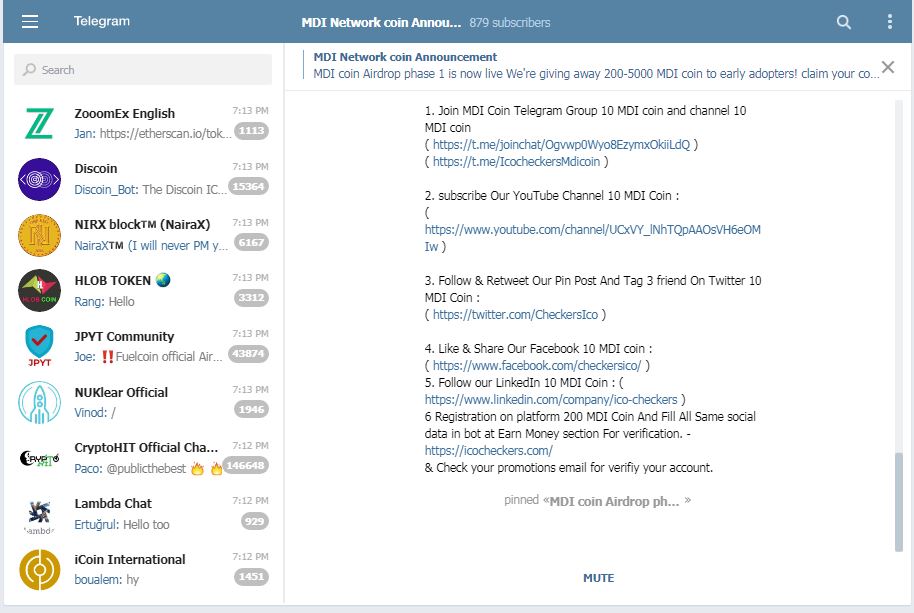 Telegram
MDI Network coin Annou... 879 subscribers
Search
MDI Network coin Announcement
MDI coin Airdrop phase 1 is now live We're giving away 200-5000 MDI coin to early adopters! claim your co...
ZooomEx English 7:13 PM
Jan: https://etherscan.io/tok... 1113
Discoin 7:13 PM
Discoin_Bot: The Discoin IC... 15364
NIRX block™ (NairaX) 7:13 PM
NairaX™ (I will never PM y... 6167
HLOB TOKEN 🌏 7:13 PM
HLOB COIN
Rang: Hello 3312
JPYT Community 7:13 PM
JPYT
Joe: ‼️Fuelcoin official Air... 43874
NUKlear Official 7:13 PM
Vinod: / 1946
CryptoHIT Official Cha... 7:12 PM
Paco: @publicthebest 🔥 🔥 146648
Lambda Chat 7:12 PM
Lambda
Ertuğrul: Hello too 929
iCoin International 7:12 PM
boualem: hy 1451
1. Join MDI Coin Telegram Group 10 MDI coin and channel 10
MDI coin
( https://t.me/joinchat/Ogvwp0Wyo8EzymxOkiiLdQ )
( https://t.me/IcocheckersMdicoin )
2. subscribe Our YouTube Channel 10 MDI Coin :
(
https://www.youtube.com/channel/UCxVY_lNhTQpAAOsVH6eOM
Iw )
3. Follow & Retweet Our Pin Post And Tag 3 friend On Twitter 10
MDI Coin :
( https://twitter.com/CheckersIco )
4. Like & Share Our Facebook 10 MDI coin :
( https://www.facebook.com/checkersico/ )
5. Follow our LinkedIn 10 MDI Coin : (
https://www.linkedin.com/company/ico-checkers )
6 Registration on platform 200 MDI Coin And Fill All Same social
data in bot at Earn Money section For verification. -
https://icocheckers.com/
& Check your promotions email for verifiy your account.
pinned «MDI coin Airdrop ph... »
MUTE